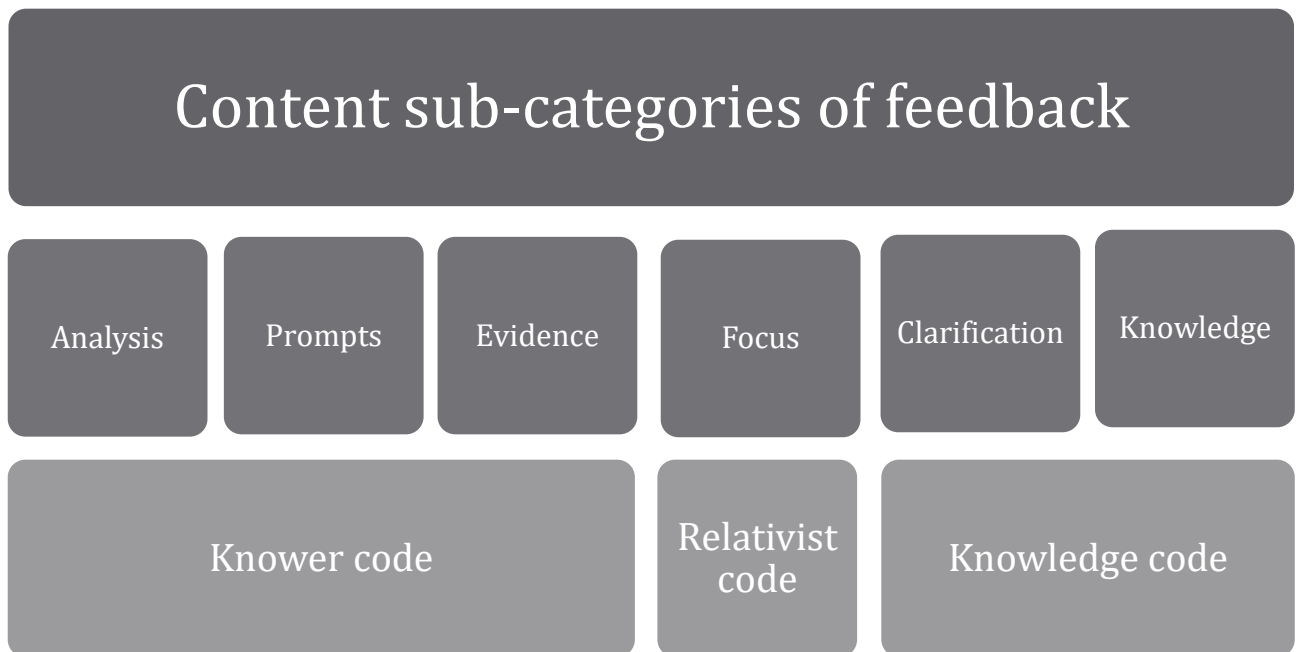 Content sub-categories of feedback
Analysis
Prompts
Evidence
Focus
Clarification
Knowledge
Knower code
Relativist
code
Knowledge code